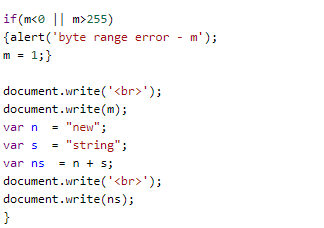 if(m<0 || m>255)
{alert('byte range error - m');
m = 1;}
document.write('<br>');
document.write(m);
var n  = "new";
var s  = "string";
var ns  = n + s;
document.write('<br>');
document.write(ns);
}